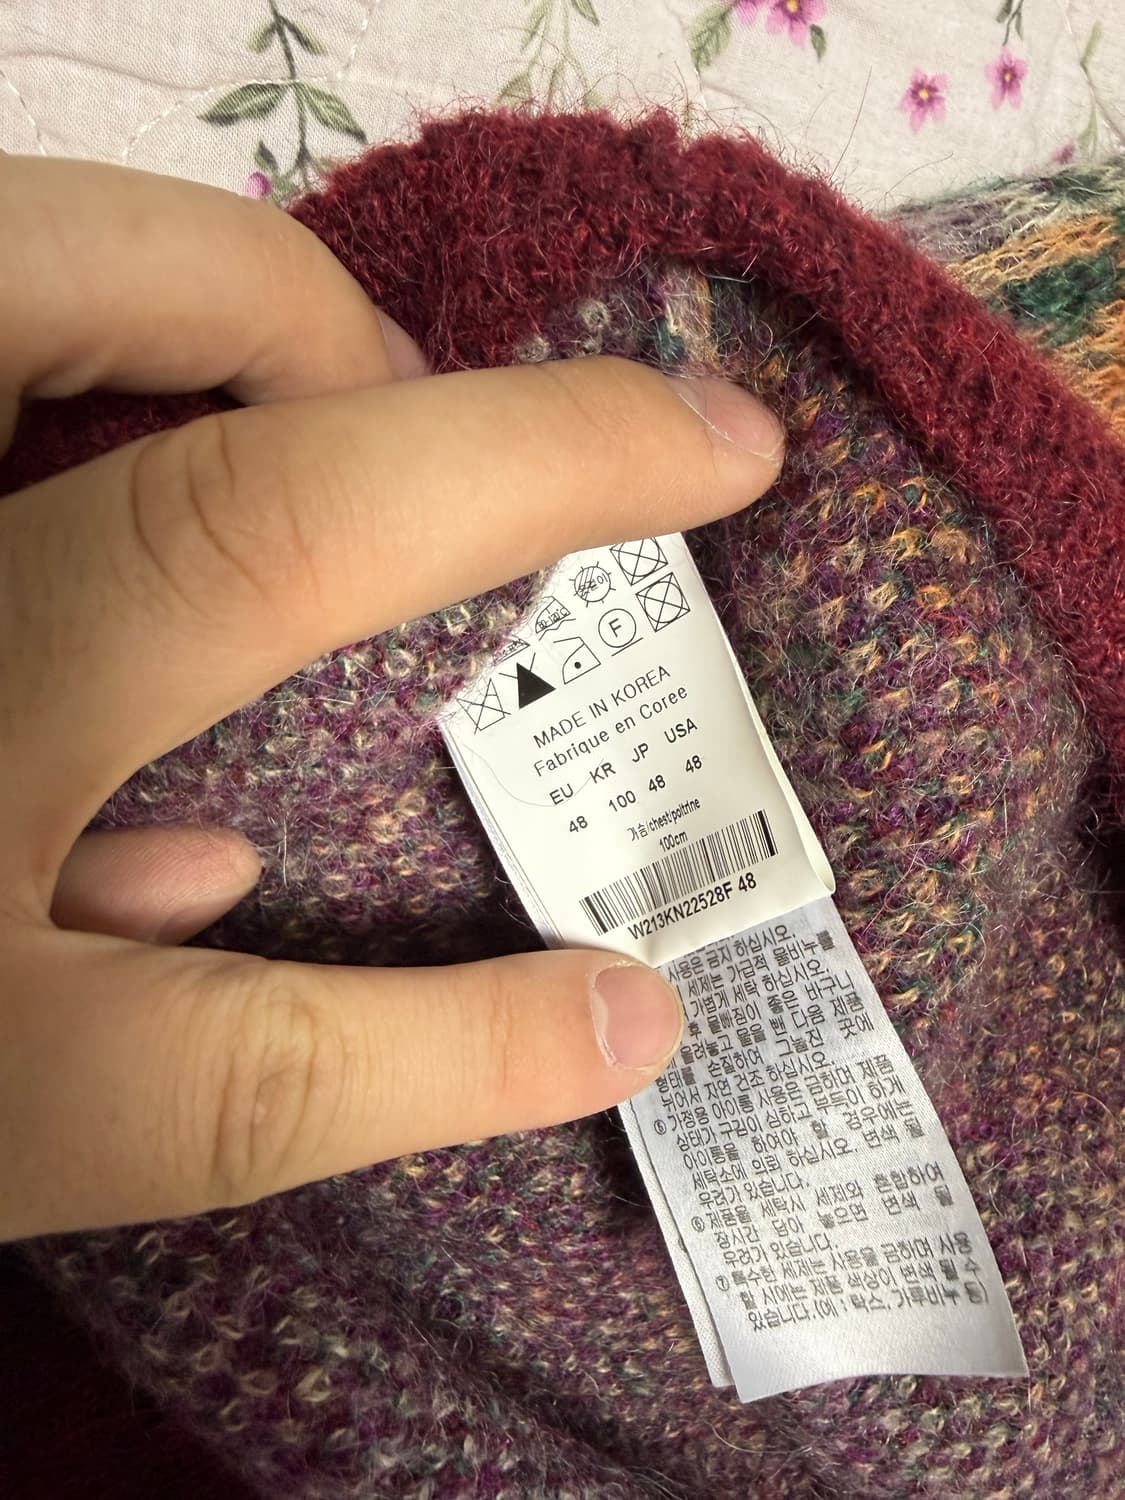 F
MADE IN KOREA
Fabrique en Coree
EU KR JP USA
48 100 48 48
가슴/chest/poitrine
100cm
W213KN22528F 48
사용은 금지 하십시오.
세제는 가급적 물비누를
가볍게 세탁 하십시오.
후 물빠짐이 좋은 바구니
올려놓고 물을 뺀 다음 제품
형태를 손질하여 그늘진 곳에
뉘어서 자연 건조 하십시오.
⑤ 가정용 아이롱 사용은 금하며 제품
상태가 구김이 심하고 부득이 하게
아이롱을 하여야 할 경우에는
세탁소에 의뢰 하십시오. 변색 될
우려가 있습니다.
⑥ 제품을 세탁시 세제와 혼합하여
장시간 담아 놓으면 변색 될
우려가 있습니다.
⑦ 특수한 세제는 사용을 금하며 사용
할 시에는 제품 색상이 변색 될 수
있습니다.(예 : 락스, 가루비누 등)